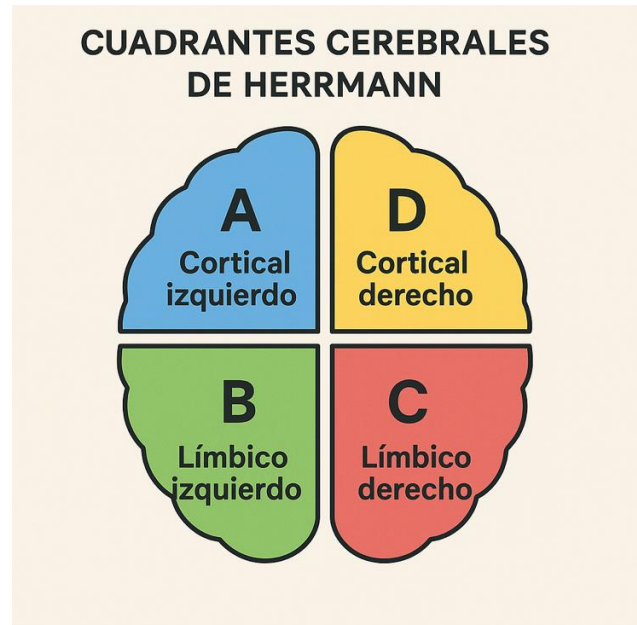 CUADRANTES CEREBRALES
DE HERRMANN
A
Cortical
izquierdo
D
Cortical
derecho
B
Límbico
izquierdo
C
Límbico
derecho